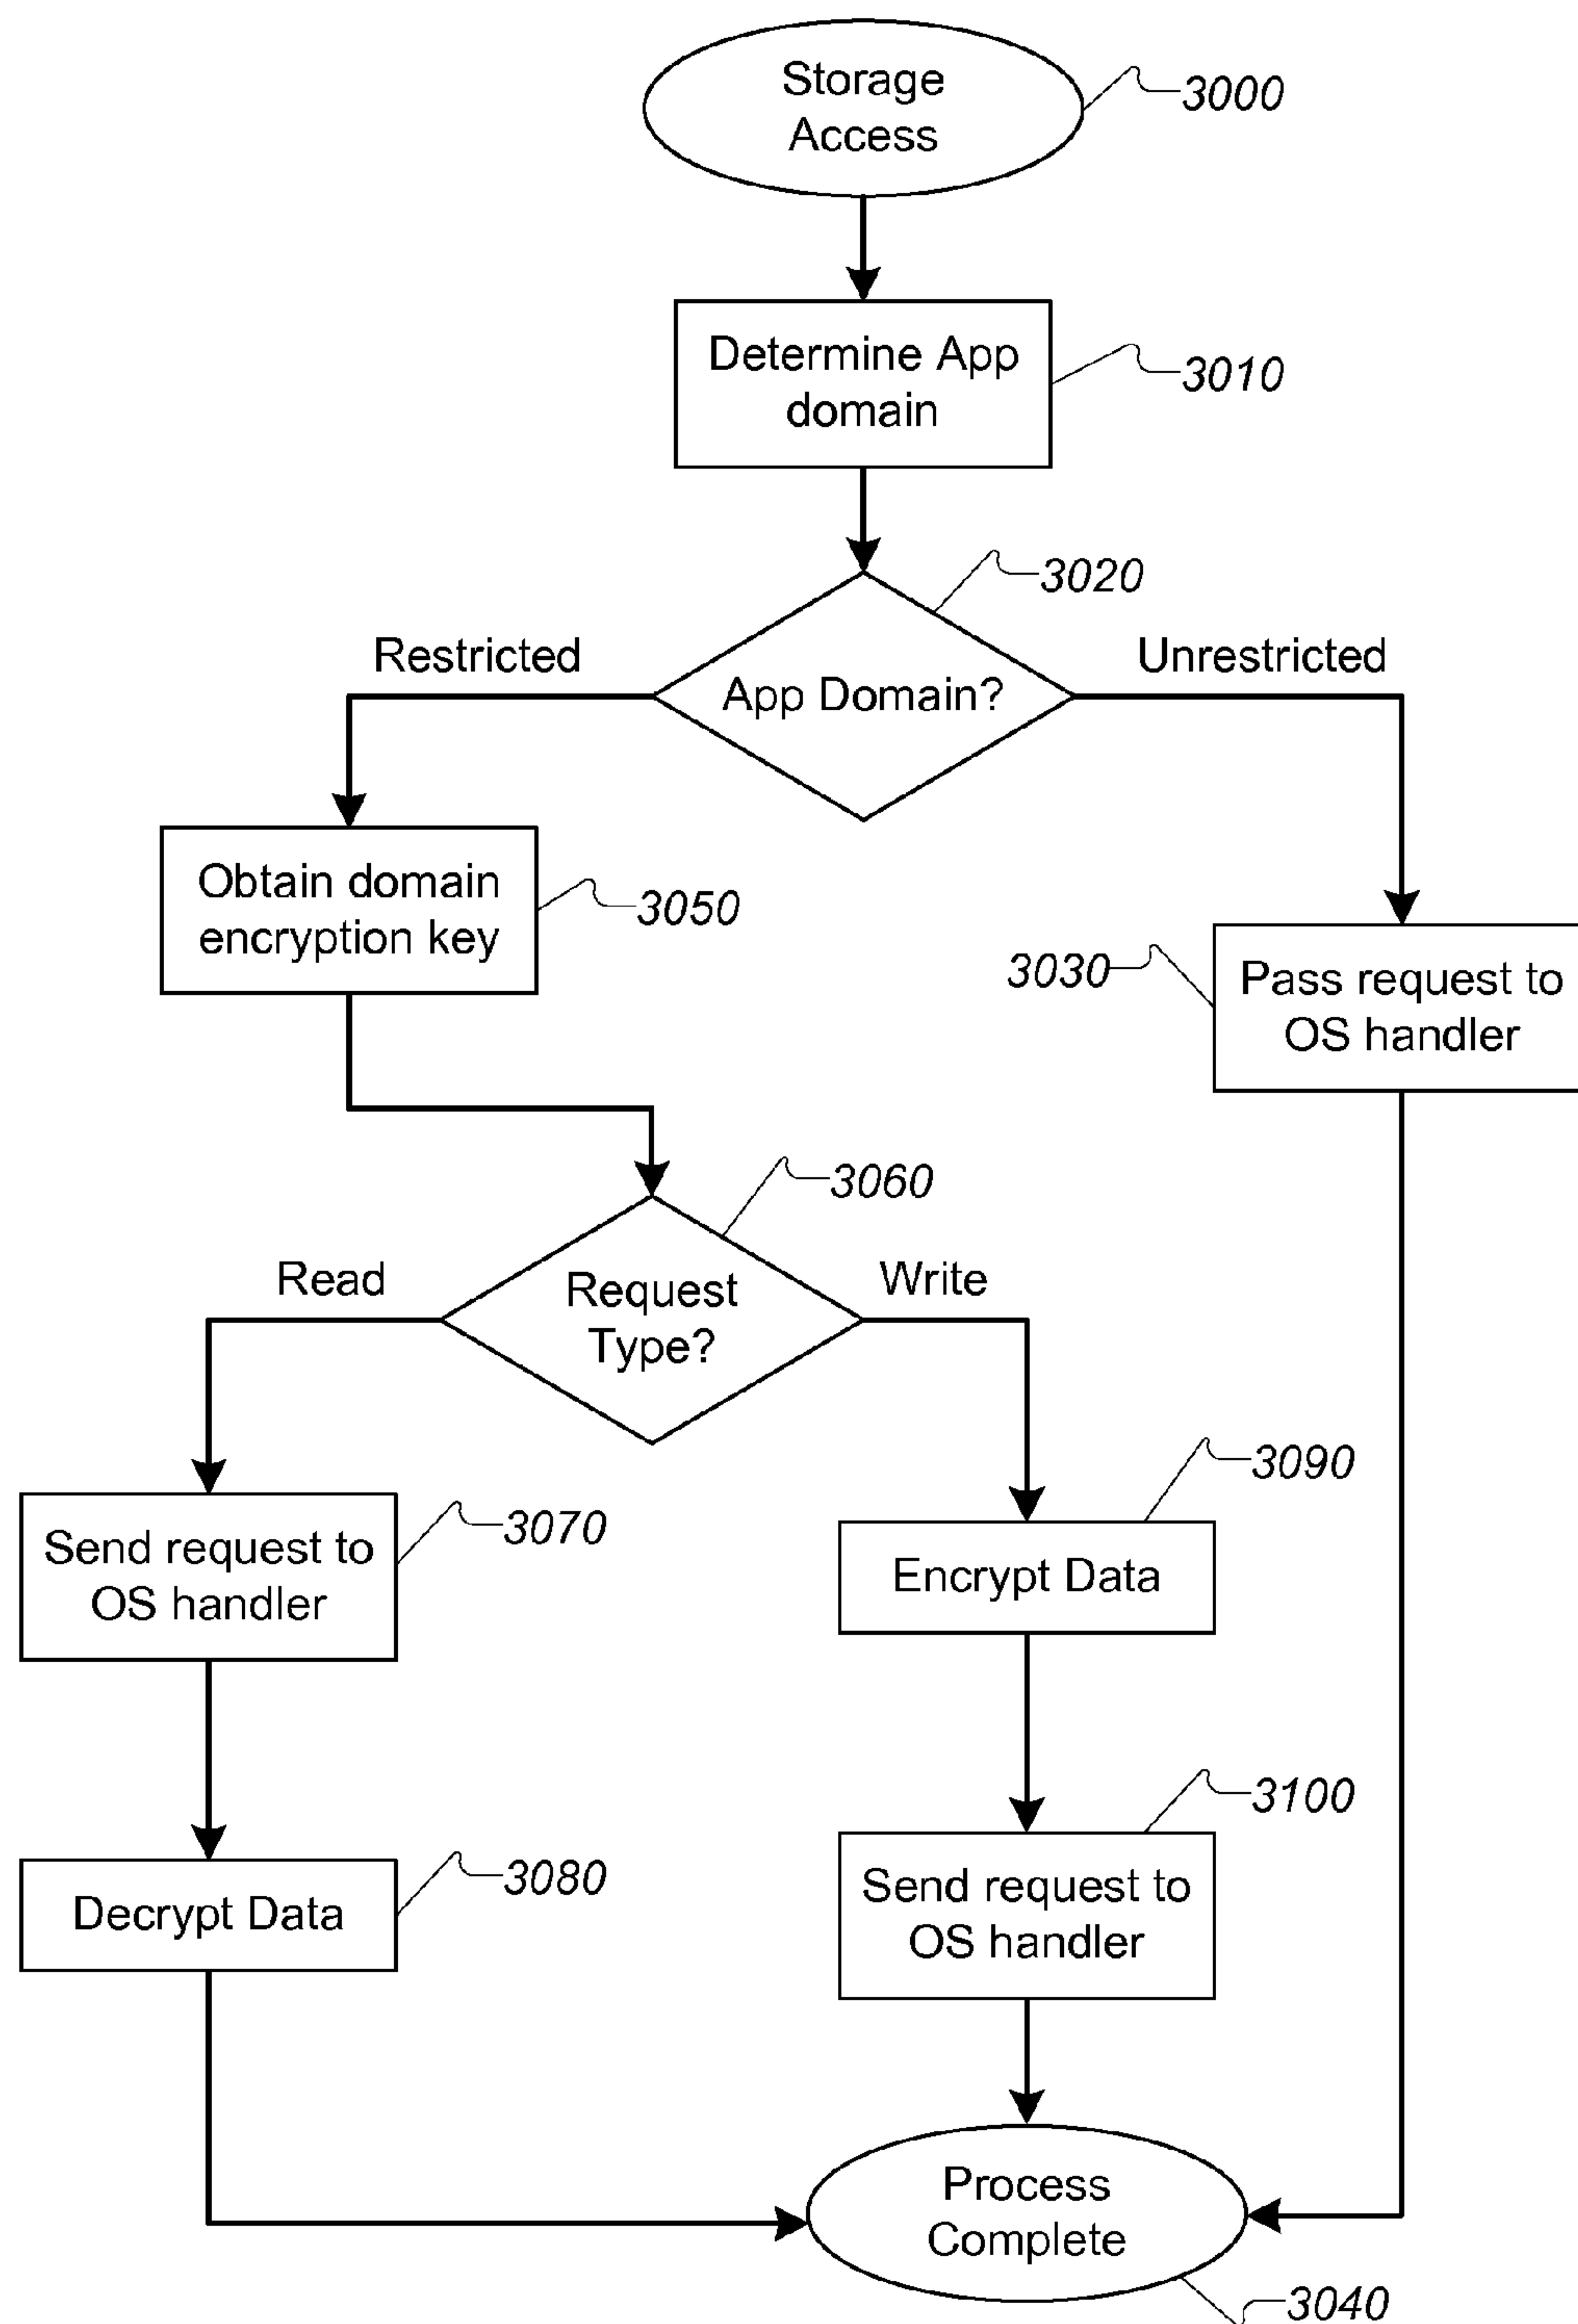 Storage
Access
3000
Determine App
domain
3010
3020
Restricted
Unrestricted
App Domain?
Obtain domain
encryption key
3050
3030
Pass request to
OS handler
3060
Read
Write
Request
Type?
3090
3070
Send request to
OS handler
Encrypt Data
3100
3080
Decrypt Data
Send request to
OS handler
Process
Complete
3040